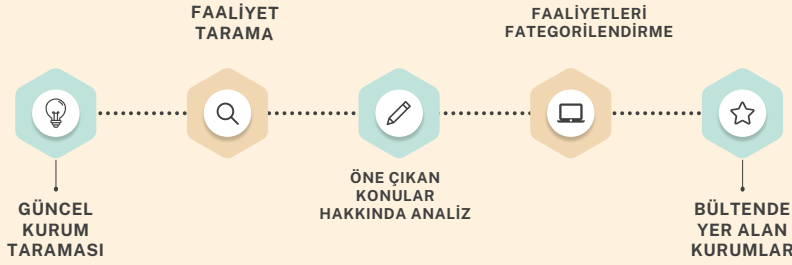 FAALİYET
TARAMA
FAALİYETLERİ
FATEGORİLENDİRME
ÖNE ÇIKAN
KONULAR
HAKKINDA ANALİZ
GÜNCEL
KURUM
TARAMASI
BÜLTENDE
YER ALAN
KURUMLAR